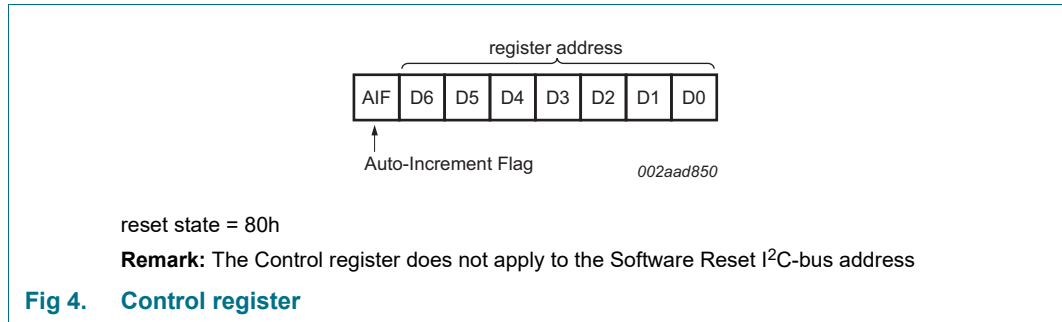 register address
AIF D6 D5 D4 D3 D2 D1 D0
Auto-Increment Flag
002aad850
reset state = 80h
Remark: The Control register does not apply to the Software Reset I²C-bus address
Fig 4. Control register